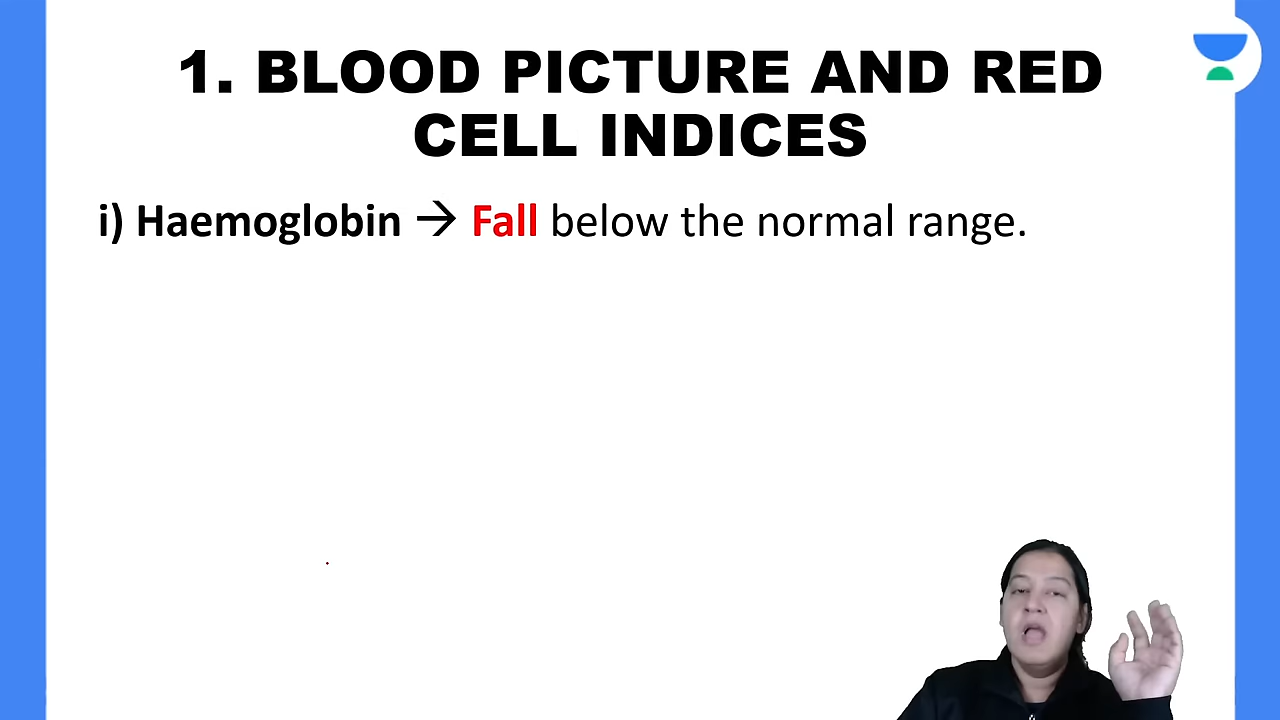 1. BLOOD PICTURE AND RED
CELL INDICES
i) Haemoglobin → Fall below the normal range.